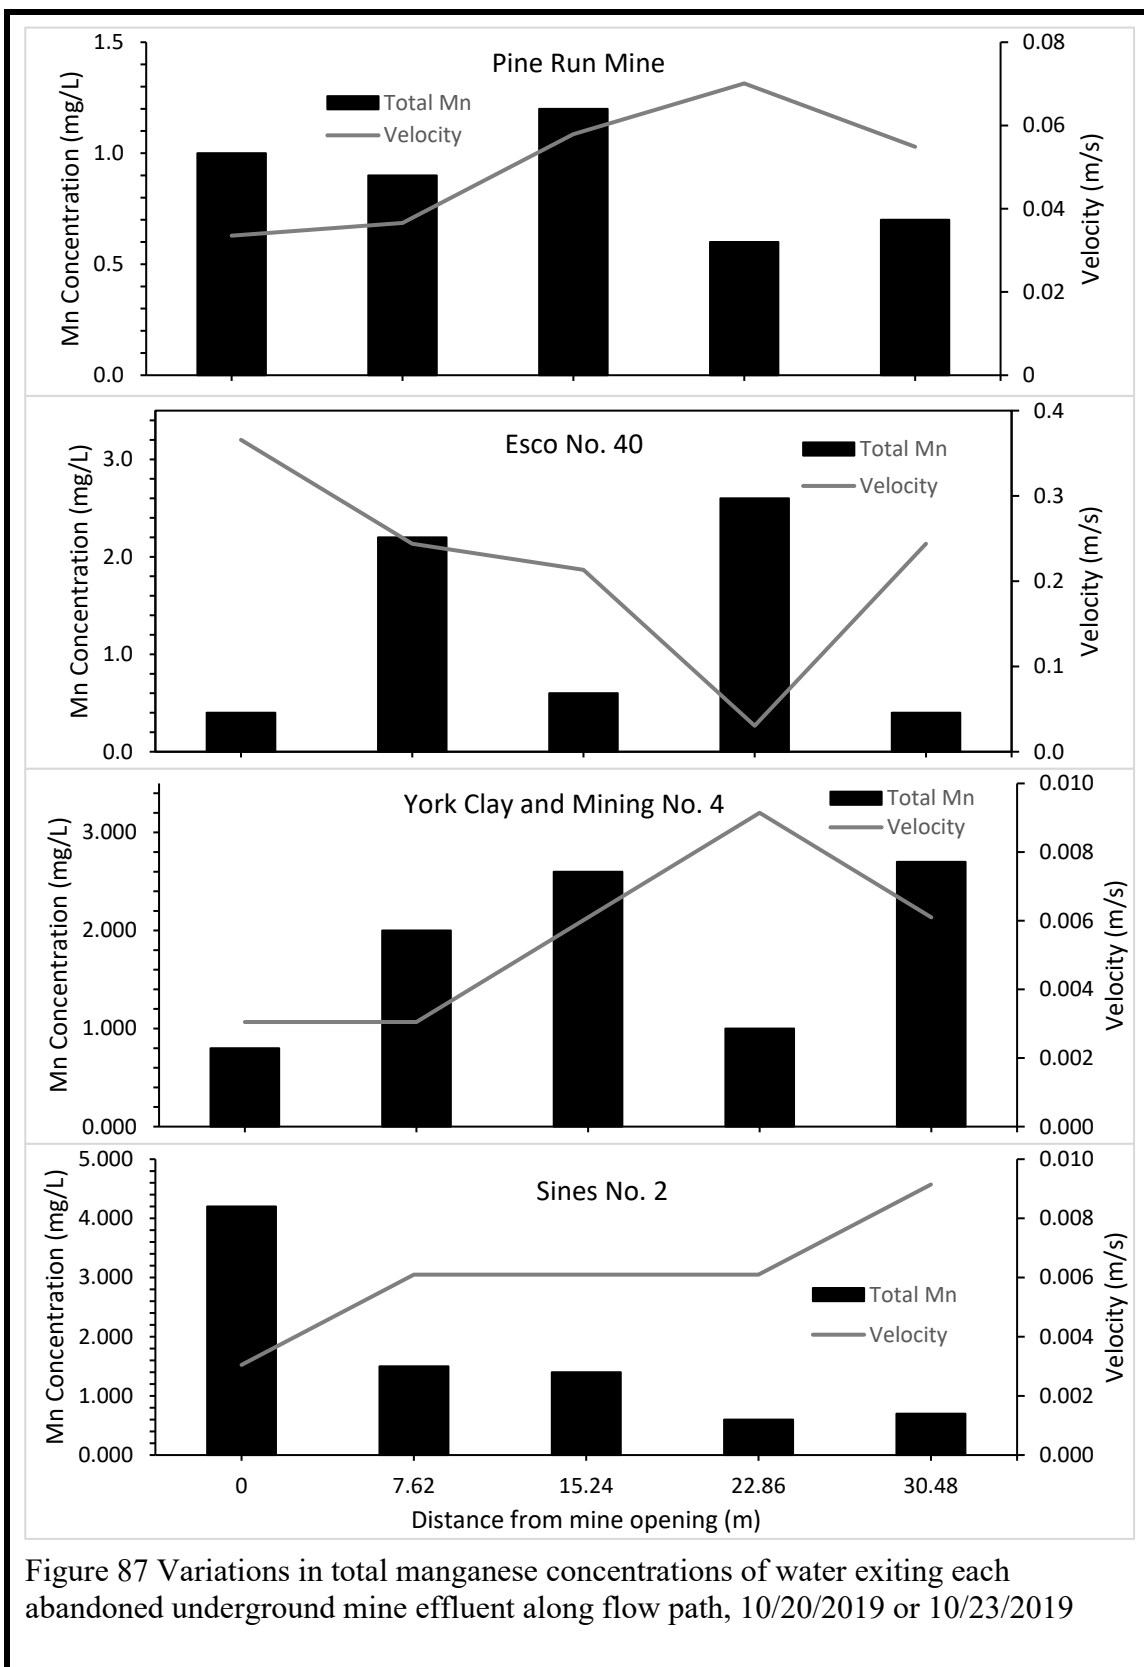 Pine Run Mine
Total Mn
Velocity
Mn Concentration (mg/L)
1.5
1.0
0.5
0.0
0.08
0.06
0.04
0.02
0
Velocity (m/s)
Esco No. 40
Total Mn
Velocity
Mn Concentration (mg/L)
3.0
2.0
1.0
0.0
0.4
0.3
0.2
0.1
0.0
Velocity (m/s)
York Clay and Mining No. 4
Total Mn
Velocity
Mn Concentration (mg/L)
3.000
2.000
1.000
0.000
0.010
0.008
0.006
0.004
0.002
0.000
Velocity (m/s)
Sines No. 2
Total Mn
Velocity
Mn Concentration (mg/L)
5.000
4.000
3.000
2.000
1.000
0.000
0.010
0.008
0.006
0.004
0.002
0.000
Velocity (m/s)
0 7.62 15.24 22.86 30.48
Distance from mine opening (m)
Figure 87 Variations in total manganese concentrations of water exiting each
abandoned underground mine effluent along flow path, 10/20/2019 or 10/23/2019